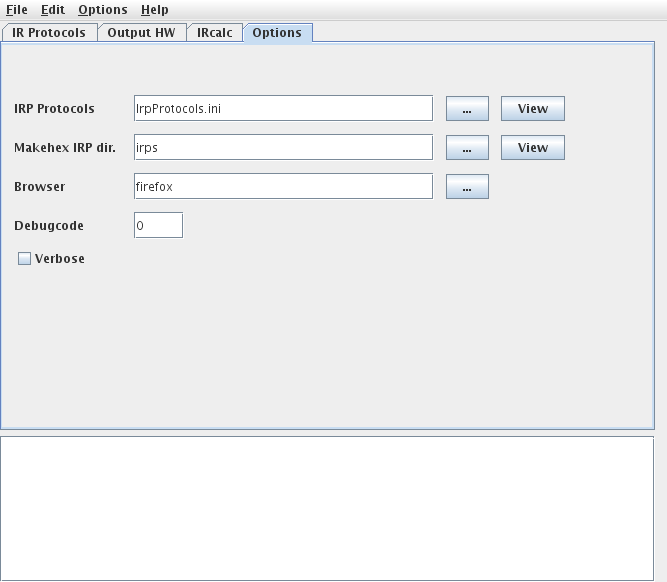 File Edit Options Help
IR Protocols Output HW IRcalc Options
IRP Protocols IrpProtocols.ini ... View
Makehex IRP dir. irps ... View
Browser firefox ...
Debugcode 0
Verbose